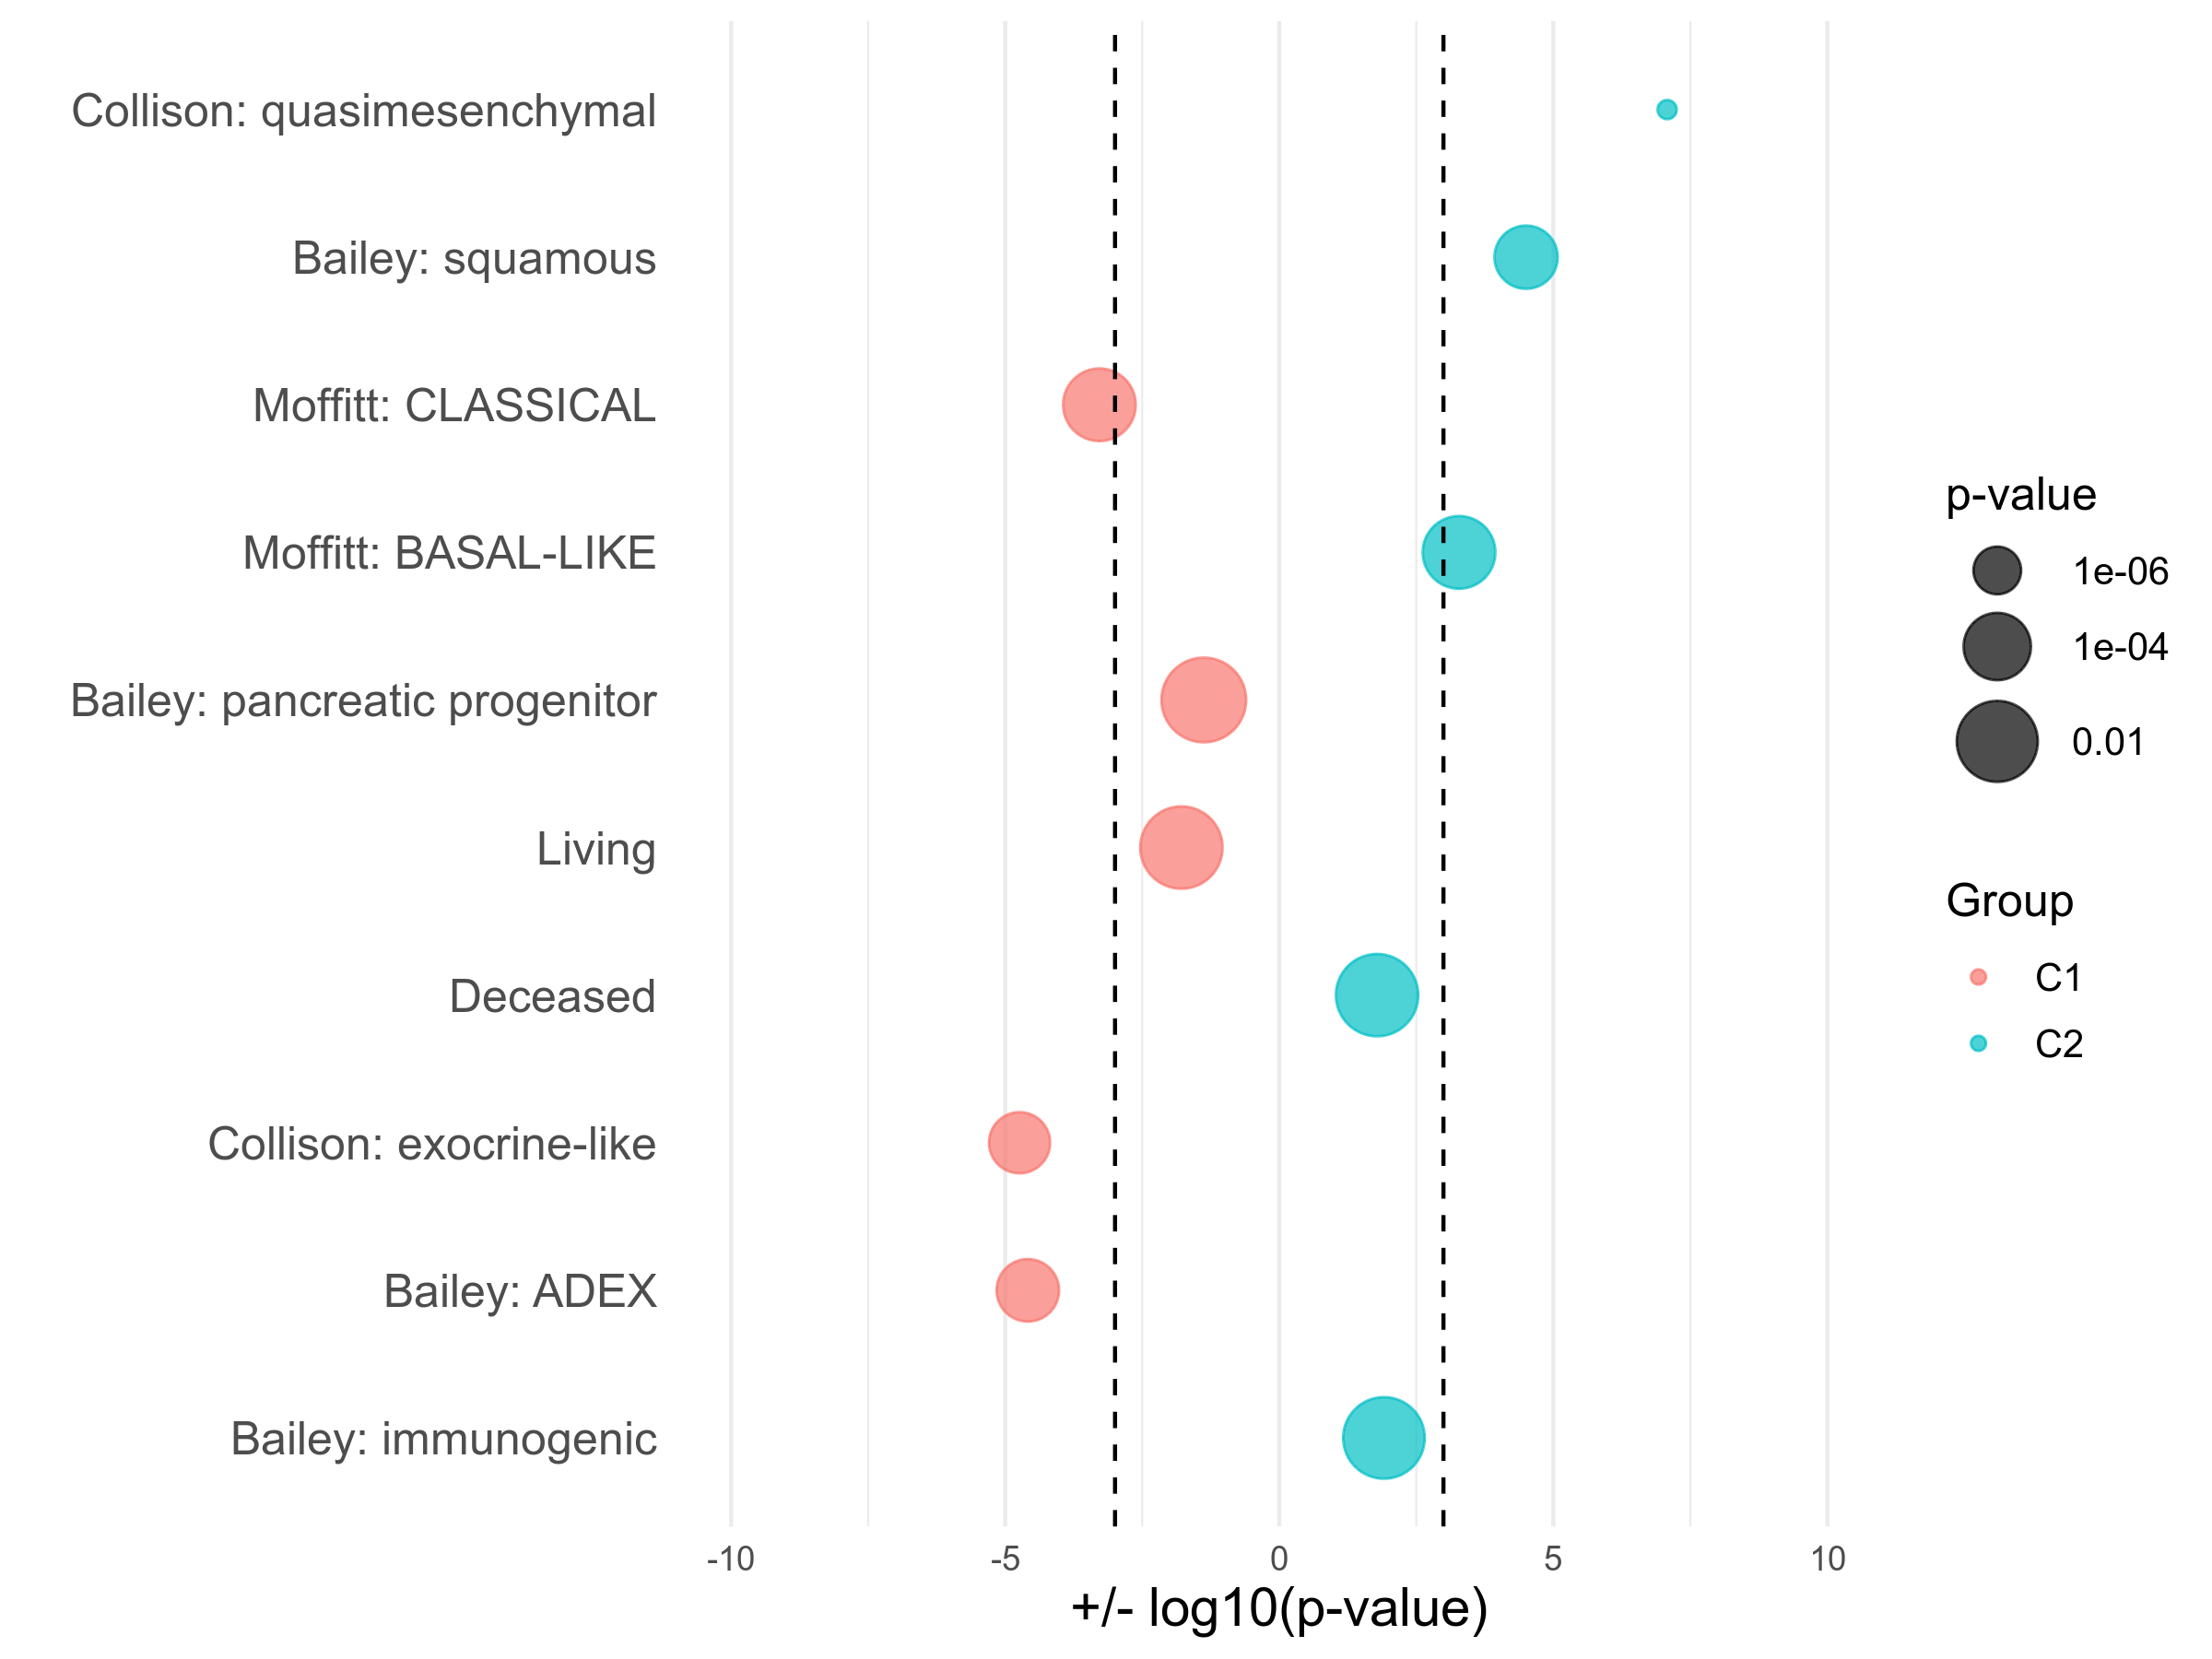 Collison: quasimesenchymal
Bailey: squamous
Moffitt: CLASSICAL
Moffitt: BASAL-LIKE
Bailey: pancreatic progenitor
Living
Deceased
Collison: exocrine-like
Bailey: ADEX
Bailey: immunogenic
-10
-5
0
5
10
+/- log10(p-value)
p-value
1e-06
1e-04
0.01
Group
C1
C2